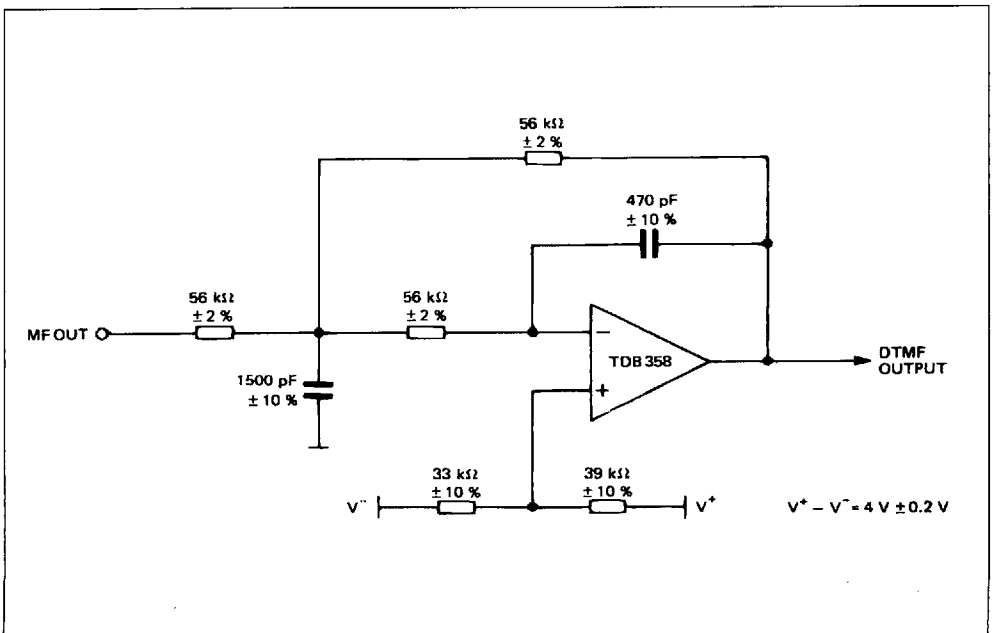 56 kΩ
± 2 %
470 pF
± 10 %
56 kΩ
± 2 %
56 kΩ
± 2 %
MF OUT
−
TDB 358
+
DTMF
OUTPUT
1500 pF
± 10 %
33 kΩ
± 10 %
39 kΩ
± 10 %
V⁻
V⁺
V⁺ − V⁻ = 4 V ± 0.2 V